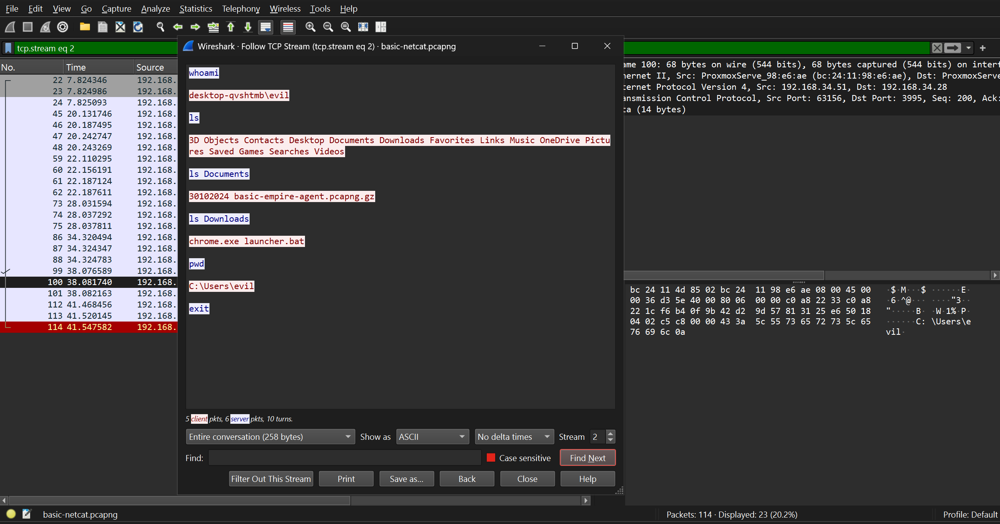 File Edit View Go Capture Analyze Statistics Telephony Wireless Tools Help
tcp.stream eq 2
Wireshark · Follow TCP Stream (tcp.stream eq 2) · basic-netcat.pcapng
No. Time Source
22 7.824346 192.168.
23 7.824986 192.168.
24 7.825093 192.168.
45 20.131746 192.168.
46 20.187495 192.168.
47 20.242747 192.168.
48 20.243269 192.168.
59 22.110295 192.168.
60 22.156191 192.168.
61 22.187124 192.168.
62 22.187611 192.168.
73 28.031594 192.168.
74 28.037292 192.168.
75 28.037811 192.168.
86 34.320494 192.168.
87 34.324347 192.168.
88 34.324783 192.168.
99 38.076589 192.168.
100 38.081740 192.168.
101 38.082163 192.168.
112 41.468456 192.168.
113 41.520145 192.168.
114 41.547582 192.168.
whoami
desktop-qvshtmb\evil
ls
3D Objects Contacts Desktop Documents Downloads Favorites Links Music OneDrive Pictu
res Saved Games Searches Videos
ls Documents
30102024 basic-empire-agent.pcapng.gz
ls Downloads
chrome.exe launcher.bat
pwd
C:\Users\evil
exit
5 client pkts, 6 server pkts, 10 turns.
Entire conversation (258 bytes) Show as ASCII No delta times Stream 2
Find: Case sensitive Find Next
Filter Out This Stream Print Save as... Back Close Help
ame 100: 68 bytes on wire (544 bits), 68 bytes captured (544 bits) on interf
ernet II, Src: ProxmoxServe_98:e6:ae (bc:24:11:98:e6:ae), Dst: ProxmoxServe
ernet Protocol Version 4, Src: 192.168.34.51, Dst: 192.168.34.28
ansmission Control Protocol, Src Port: 63156, Dst Port: 3995, Seq: 200, Ack:
ta (14 bytes)
bc 24 11 4d 85 02 bc 24 11 98 e6 ae 08 00 45 00 ·$·M···$ ······E·
00 36 d3 5e 40 00 80 06 00 00 c0 a8 22 33 c0 a8 ·6·^@··· ····"3··
22 1c f6 b4 0f 9b 42 d2 9d 57 81 31 25 e6 50 18 "·····B· ·W·1%·P·
04 02 c5 c8 00 00 43 3a 5c 55 73 65 72 73 5c 65 ······C: \Users\e
76 69 6c 0a vil·
basic-netcat.pcapng Packets: 114 · Displayed: 23 (20.2%) Profile: Default